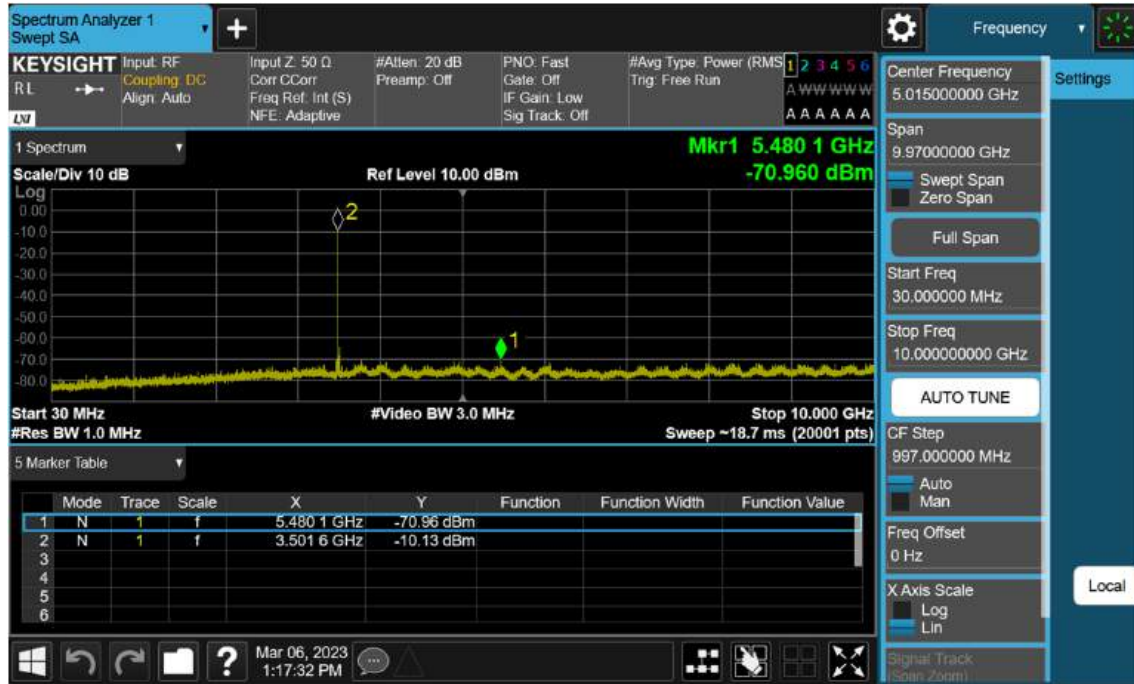 Spectrum Analyzer 1
Swept SA
Frequency
KEYSIGHT
RL
LXI
Input: RF
Coupling: DC
Align: Auto
Input Z: 50 Ω
Corr CCorr
Freq Ref: Int (S)
NFE: Adaptive
#Atten: 20 dB
Preamp: Off
PNO: Fast
Gate: Off
IF Gain: Low
Sig Track: Off
#Avg Type: Power (RMS
Trig: Free Run
1 2 3 4 5 6
A W W W W W
A A A A A A
1 Spectrum
Mkr1 5.480 1 GHz
-70.960 dBm
Scale/Div 10 dB
Ref Level 10.00 dBm
Log
0.00
-10.0
-20.0
-30.0
-40.0
-50.0
-60.0
-70.0
-80.0
2
1
Start 30 MHz
#Video BW 3.0 MHz
Stop 10.000 GHz
#Res BW 1.0 MHz
Sweep ~18.7 ms (20001 pts)
5 Marker Table
Mode Trace Scale X Y Function Function Width Function Value
1 N 1 f 5.480 1 GHz -70.96 dBm
2 N 1 f 3.501 6 GHz -10.13 dBm
3
4
5
6
Mar 06, 2023
1:17:32 PM
Center Frequency
5.015000000 GHz
Settings
Span
9.97000000 GHz
Swept Span
Zero Span
Full Span
Start Freq
30.000000 MHz
Stop Freq
10.000000000 GHz
AUTO TUNE
CF Step
997.000000 MHz
Auto
Man
Freq Offset
0 Hz
X Axis Scale
Log
Lin
Local
Signal Track
(Span Zoom)